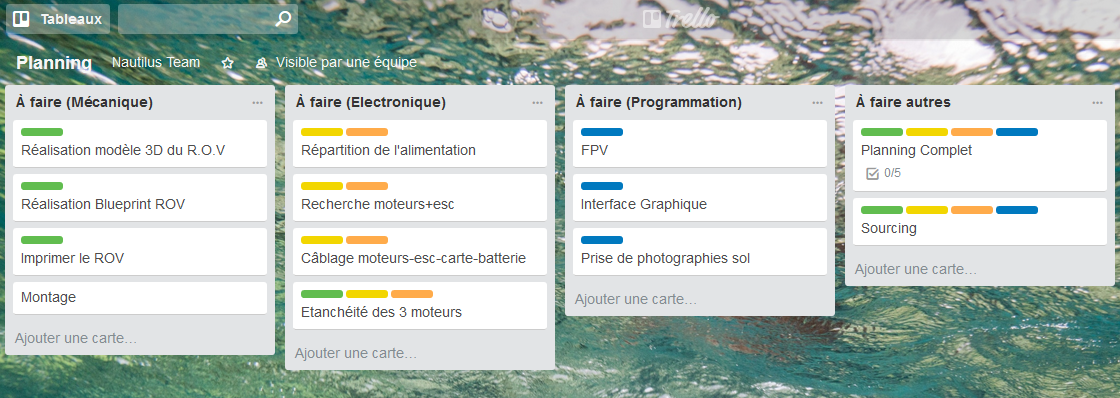 Tableaux
Trello
Planning Nautilus Team Visible par une équipe
À faire (Mécanique)
Réalisation modèle 3D du R.O.V
Réalisation Blueprint ROV
Imprimer le ROV
Montage
Ajouter une carte...
À faire (Electronique)
Répartition de l'alimentation
Recherche moteurs+esc
Câblage moteurs-esc-carte-batterie
Etanchéité des 3 moteurs
Ajouter une carte...
À faire (Programmation)
FPV
Interface Graphique
Prise de photographies sol
Ajouter une carte...
À faire autres
Planning Complet
0/5
Sourcing
Ajouter une carte...